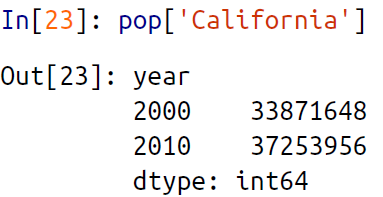 In[23]: pop['California']
Out[23]: year
2000    33871648
2010    37253956
dtype: int64